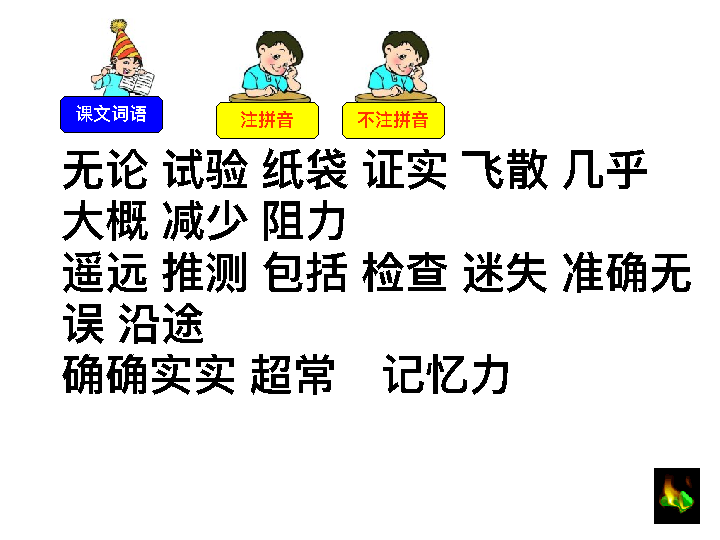 课文词语
注拼音
不注拼音
无论 试验 纸袋 证实 飞散 几乎
大概 减少 阻力
遥远 推测 包括 检查 迷失 准确无
误 沿途
确确实实 超常 记忆力